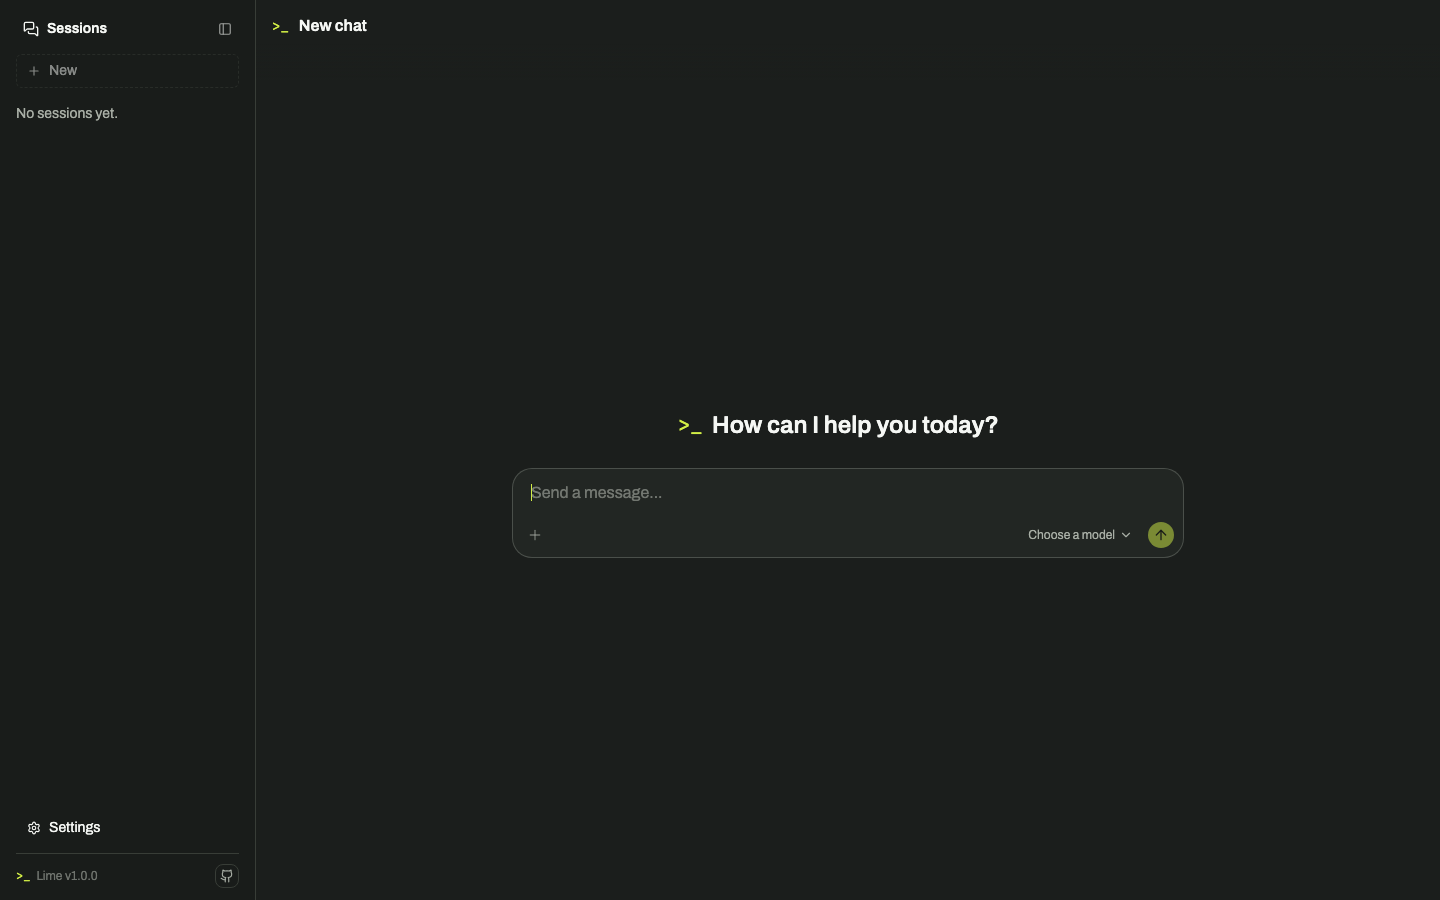 Sessions
New
No sessions yet.
Settings
>_ Lime v1.0.0
>_ New chat
>_ How can I help you today?
Send a message...
Choose a model